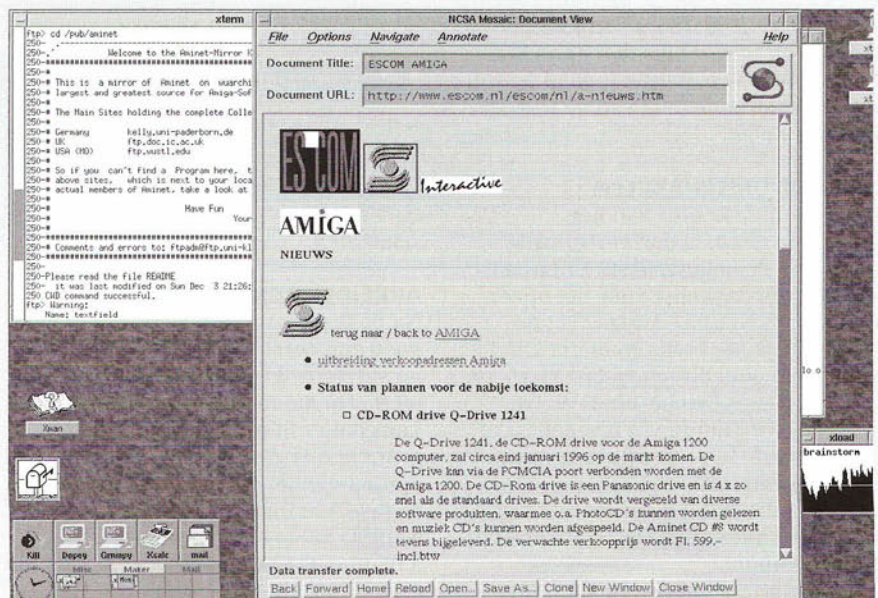 xterm
ftp> cd /pub/aminet
250- Welcome to the Aminet-Mirror K
250-#
250-# This is a mirror of Aminet on wuarchi
250-# largest and greatest source for Amiga-Sof
250-#
250-# The Main Sites holding the complete Colle
250-#
250-# Germany kelly.uni-paderborn.de
250-# UK ftp.doc.ic.ac.uk
250-# USA (MO) ftp.wustl.edu
250-#
250-# So if you can't find a Program here, t
250-# above sites, which is next to your loca
250-# actual members of Aminet, take a look at
250-#
250-# Have Fun
250-# Your
250-#
250-# Comments and errors to: ftpadm@ftp.uni-kl
250-
250-Please read the file README
250- it was last modified on Sun Dec 3 21:26:
250 CWD command successful.
ftp> Warning:
Name: textfield
NCSA Mosaic: Document View
File Options Navigate Annotate Help
Document Title: ESCOM AMIGA
Document URL: http://www.escom.nl/escom/nl/a-nieuws.htm
ESCOM Interactive
AMIGA
NIEUWS
terug naar / back to AMIGA
uitbreiding verkoopadressen Amiga
Status van plannen voor de nabije toekomst:
CD-ROM drive Q-Drive 1241
De Q-Drive 1241, de CD-ROM drive voor de Amiga 1200
computer, zal circa eind januari 1996 op de markt komen. De
Q-Drive kan via de PCMCIA poort verbonden worden met de
Amiga 1200. De CD-Rom drive is een Panasonic drive en is 4 x zo
snel als de standaard drives. De drive wordt vergezeld van diverse
software produkten, waarmee o.a. PhotoCD's kunnen worden gelezen
en muziek CD's kunnen worden afgespeeld. De Aminet CD #8 wordt
tevens bijgeleverd. De verwachte verkoopprijs wordt Fl. 599,-
incl.btw
Data transfer complete.
Back Forward Home Reload Open... Save As... Clone New Window Close Window
Xman
Kill Dopey Grumpy Xcalc mail
Misc Maker Mail
xload
brainstorm